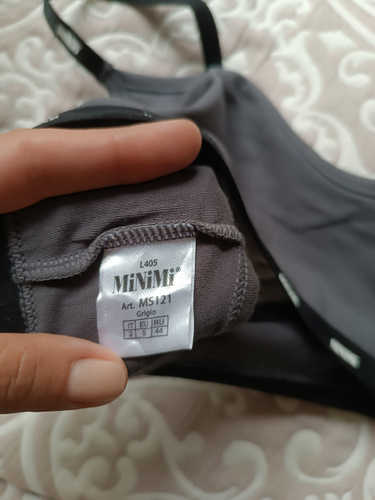 L405
MiNiMi®
Art. MS121
Grigio
IT EU RU
2 S 44